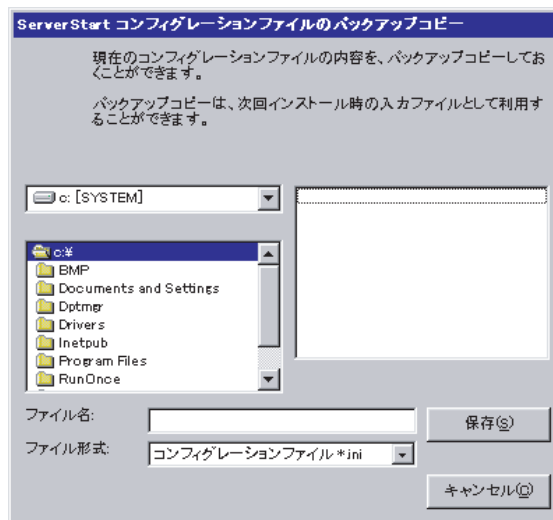 ServerStart コンフィグレーションファイルのバックアップコピー
現在のコンフィグレーションファイルの内容を、バックアップコピーしてお
くことができます。
バックアップコピーは、次回インストール時の入力ファイルとして利用す
ることができます。
c: [SYSTEM]
c:¥
BMP
Documents and Settings
Dptmgr
Drivers
Inetpub
Program Files
RunOnce
ファイル名:
保存(S)
ファイル形式:
コンフィグレーションファイル *.ini
キャンセル(C)